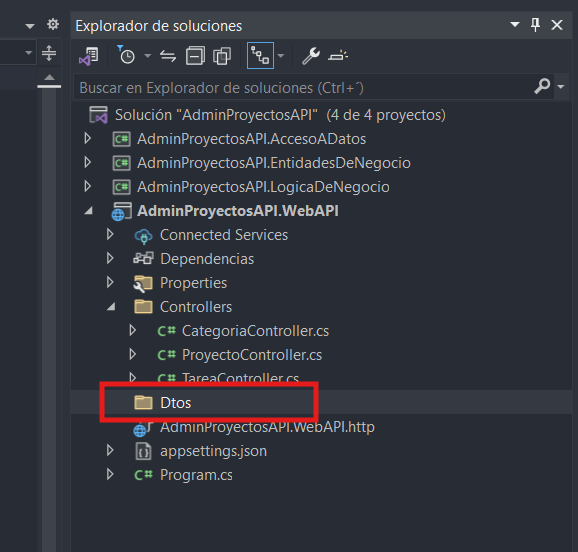 Explorador de soluciones
Buscar en Explorador de soluciones (Ctrl+´)
Solución "AdminProyectosAPI" (4 de 4 proyectos)
C# AdminProyectosAPI.AccesoADatos
C# AdminProyectosAPI.EntidadesDeNegocio
C# AdminProyectosAPI.LogicaDeNegocio
AdminProyectosAPI.WebAPI
Connected Services
Dependencias
Properties
Controllers
C# CategoriaController.cs
C# ProyectoController.cs
C# TareaController.cs
Dtos
AdminProyectosAPI.WebAPI.http
appsettings.json
C# Program.cs